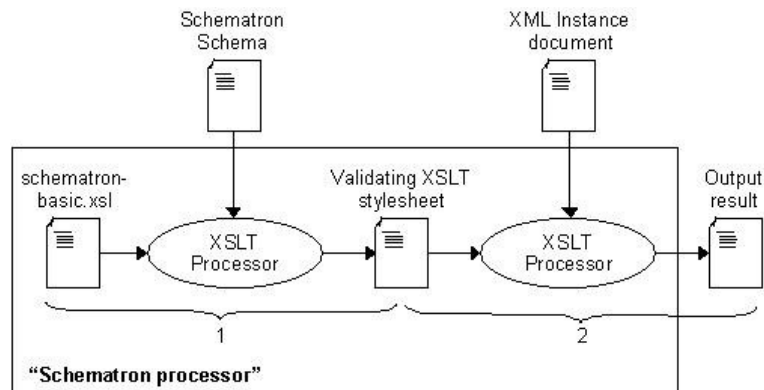 Schematron
Schema
XML Instance
document
schematron-
basic.xsl
Validating XSLT
stylesheet
Output
result
XSLT
Processor
XSLT
Processor
1
2
“Schematron processor”